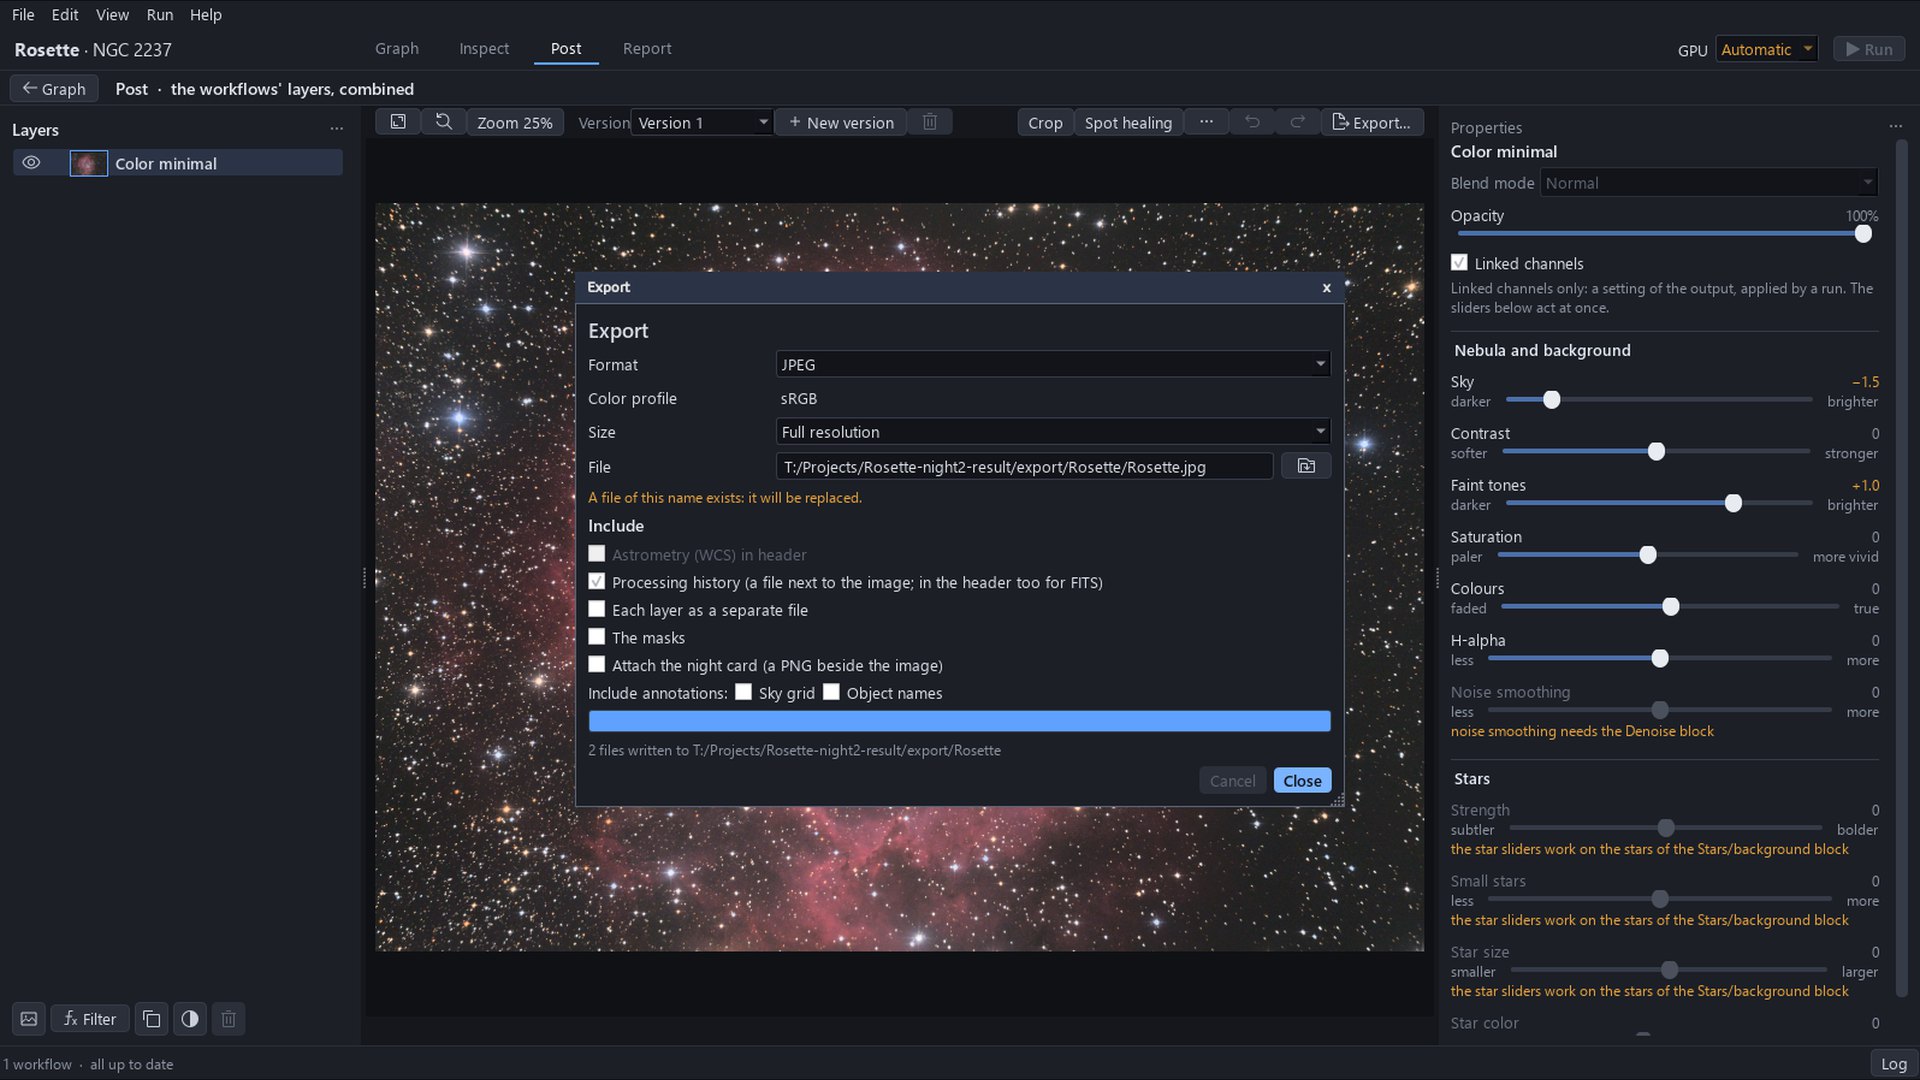 File Edit View Run Help
Rosette · NGC 2237
Graph Inspect Post Report
GPU Automatic Run
Graph
Post · the workflows' layers, combined
Layers
Color minimal
Zoom 25% Version Version 1 + New version
Crop Spot healing ... Export...
Export x
Export
Format JPEG
Color profile sRGB
Size Full resolution
File T:/Projects/Rosette-night2-result/export/Rosette/Rosette.jpg
A file of this name exists: it will be replaced.
Include
Astrometry (WCS) in header
Processing history (a file next to the image; in the header too for FITS)
Each layer as a separate file
The masks
Attach the night card (a PNG beside the image)
Include annotations: Sky grid Object names
2 files written to T:/Projects/Rosette-night2-result/export/Rosette
Cancel Close
Properties
Color minimal
Blend mode Normal
Opacity 100%
Linked channels
Linked channels only: a setting of the output, applied by a run. The
sliders below act at once.
Nebula and background
Sky −1.5
darker brighter
Contrast 0
softer stronger
Faint tones +1.0
darker brighter
Saturation 0
paler more vivid
Colours 0
faded true
H-alpha 0
less more
Noise smoothing 0
less more
noise smoothing needs the Denoise block
Stars
Strength 0
subtler bolder
the star sliders work on the stars of the Stars/background block
Small stars 0
less more
the star sliders work on the stars of the Stars/background block
Star size 0
smaller larger
the star sliders work on the stars of the Stars/background block
Star color 0
fx Filter
1 workflow · all up to date
Log